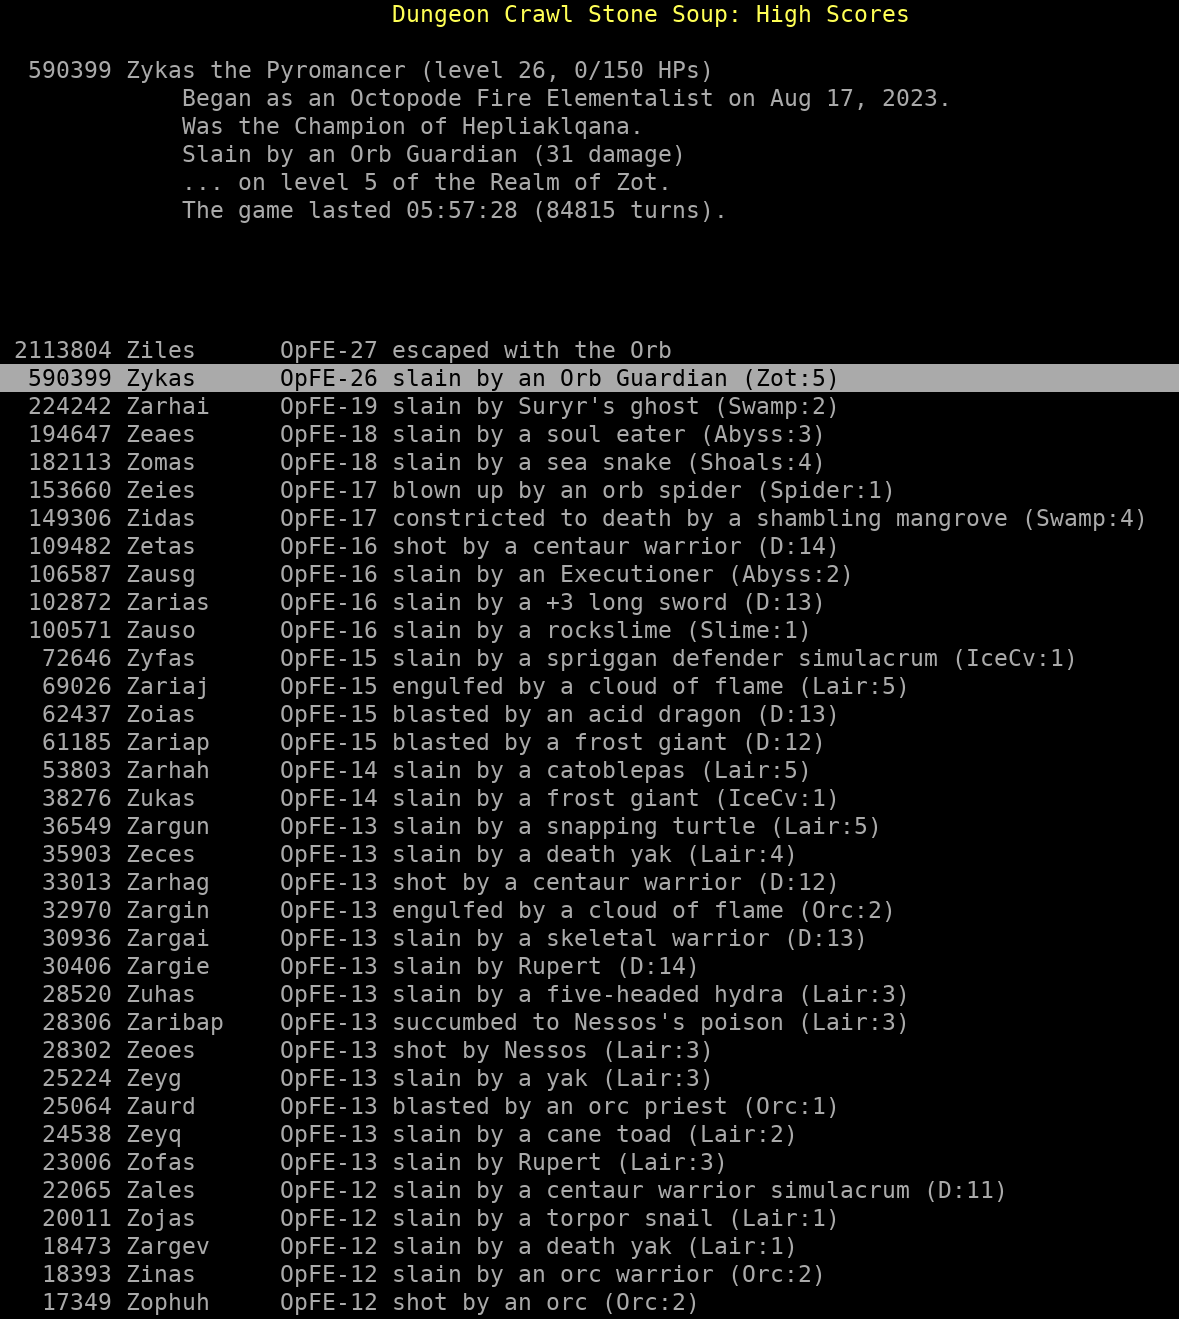 Dungeon Crawl Stone Soup: High Scores
590399 Zykas the Pyromancer (level 26, 0/150 HPs)
Began as an Octopode Fire Elementalist on Aug 17, 2023.
Was the Champion of Hepliaklqana.
Slain by an Orb Guardian (31 damage)
... on level 5 of the Realm of Zot.
The game lasted 05:57:28 (84815 turns).
2113804 Ziles OpFE-27 escaped with the Orb
590399 Zykas OpFE-26 slain by an Orb Guardian (Zot:5)
224242 Zarhai OpFE-19 slain by Suryr's ghost (Swamp:2)
194647 Zeaes OpFE-18 slain by a soul eater (Abyss:3)
182113 Zomas OpFE-18 slain by a sea snake (Shoals:4)
153660 Zeies OpFE-17 blown up by an orb spider (Spider:1)
149306 Zidas OpFE-17 constricted to death by a shambling mangrove (Swamp:4)
109482 Zetas OpFE-16 shot by a centaur warrior (D:14)
106587 Zausg OpFE-16 slain by an Executioner (Abyss:2)
102872 Zarias OpFE-16 slain by a +3 long sword (D:13)
100571 Zauso OpFE-16 slain by a rockslime (Slime:1)
72646 Zyfas OpFE-15 slain by a spriggan defender simulacrum (IceCv:1)
69026 Zariaj OpFE-15 engulfed by a cloud of flame (Lair:5)
62437 Zoias OpFE-15 blasted by an acid dragon (D:13)
61185 Zariap OpFE-15 blasted by a frost giant (D:12)
53803 Zarhah OpFE-14 slain by a catoblepas (Lair:5)
38276 Zukas OpFE-14 slain by a frost giant (IceCv:1)
36549 Zargun OpFE-13 slain by a snapping turtle (Lair:5)
35903 Zeces OpFE-13 slain by a death yak (Lair:4)
33013 Zarhag OpFE-13 shot by a centaur warrior (D:12)
32970 Zargin OpFE-13 engulfed by a cloud of flame (Orc:2)
30936 Zargai OpFE-13 slain by a skeletal warrior (D:13)
30406 Zargie OpFE-13 slain by Rupert (D:14)
28520 Zuhas OpFE-13 slain by a five-headed hydra (Lair:3)
28306 Zaribap OpFE-13 succumbed to Nessos's poison (Lair:3)
28302 Zeoes OpFE-13 shot by Nessos (Lair:3)
25224 Zeyg OpFE-13 slain by a yak (Lair:3)
25064 Zaurd OpFE-13 blasted by an orc priest (Orc:1)
24538 Zeyq OpFE-13 slain by a cane toad (Lair:2)
23006 Zofas OpFE-13 slain by Rupert (Lair:3)
22065 Zales OpFE-12 slain by a centaur warrior simulacrum (D:11)
20011 Zojas OpFE-12 slain by a torpor snail (Lair:1)
18473 Zargev OpFE-12 slain by a death yak (Lair:1)
18393 Zinas OpFE-12 slain by an orc warrior (Orc:2)
17349 Zophuh OpFE-12 shot by an orc (Orc:2)